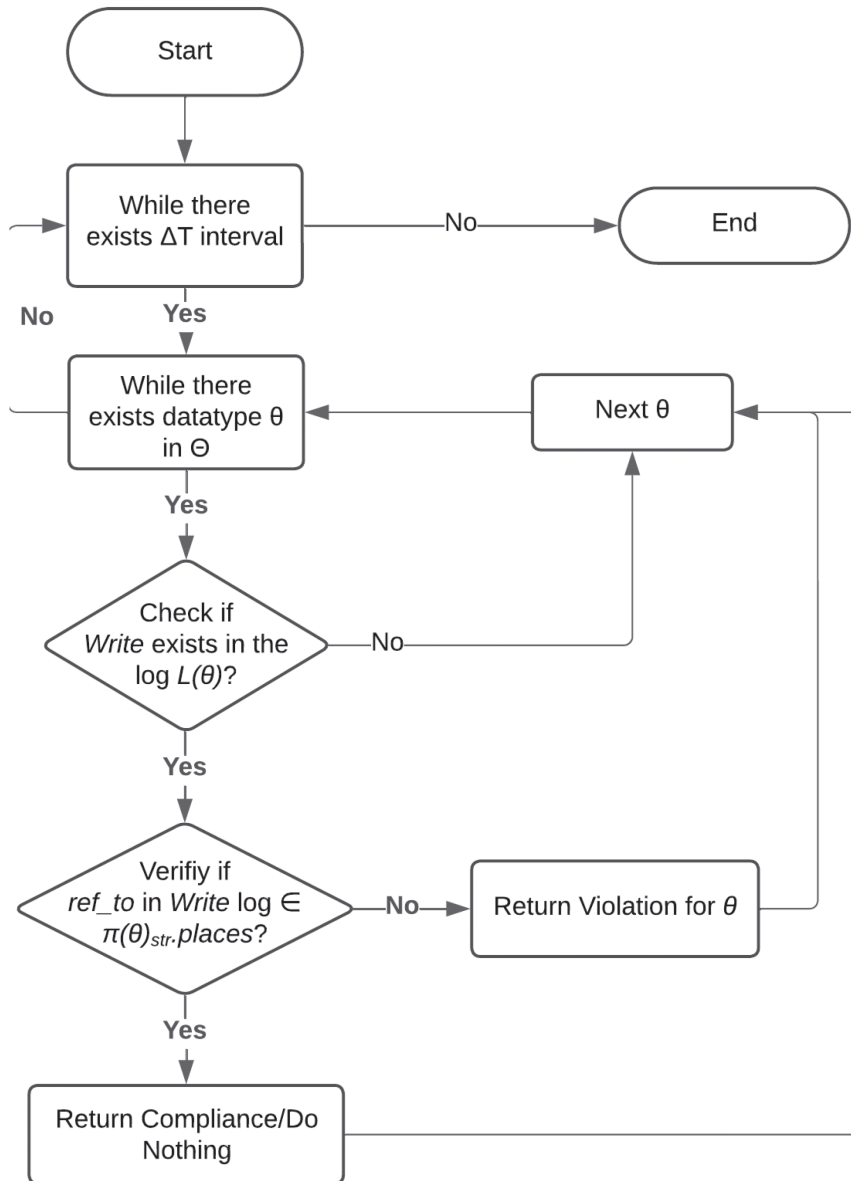 Start
While there
exists ΔT interval
No
End
No
Yes
While there
exists datatype θ
in Θ
Next θ
Yes
Check if
Write exists in the
log L(θ)?
No
Yes
Verifiy if
ref_to in Write log ∈
π(θ)str.places?
No
Return Violation for θ
Yes
Return Compliance/Do
Nothing